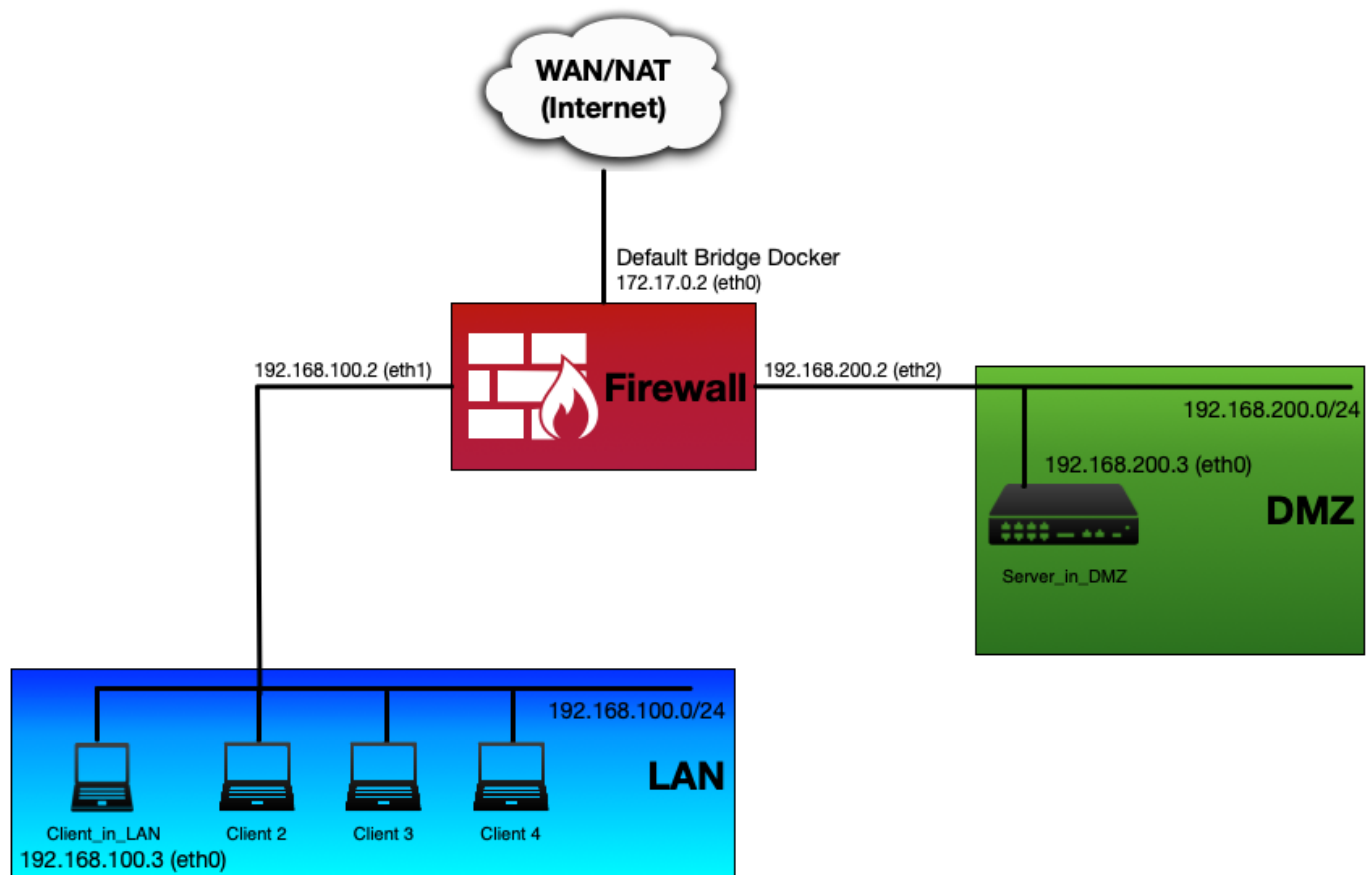 WAN/NAT
(Internet)
Default Bridge Docker
172.17.0.2 (eth0)
192.168.100.2 (eth1)
Firewall
192.168.200.2 (eth2)
192.168.200.0/24
192.168.200.3 (eth0)
DMZ
Server_in_DMZ
192.168.100.0/24
LAN
Client_in_LAN
Client 2
Client 3
Client 4
192.168.100.3 (eth0)